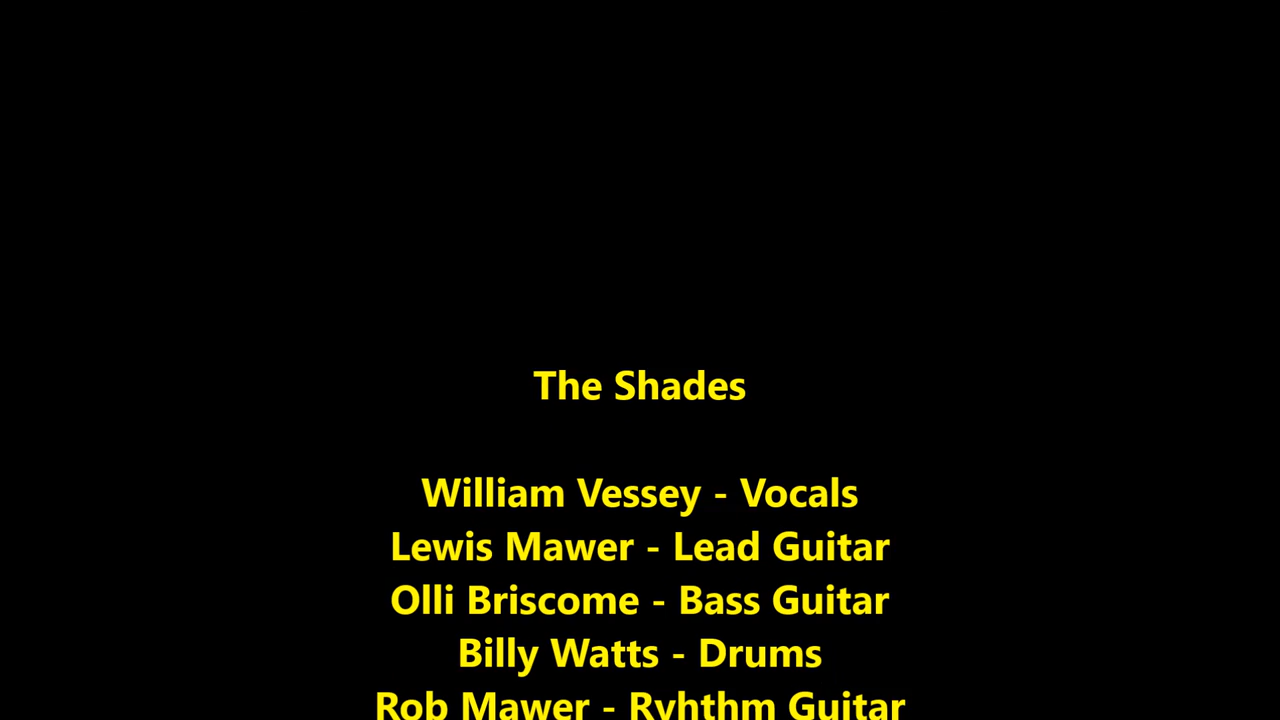 The Shades
William Vessey - Vocals
Lewis Mawer - Lead Guitar
Olli Briscome - Bass Guitar
Billy Watts - Drums
Rob Mawer - Ryhthm Guitar